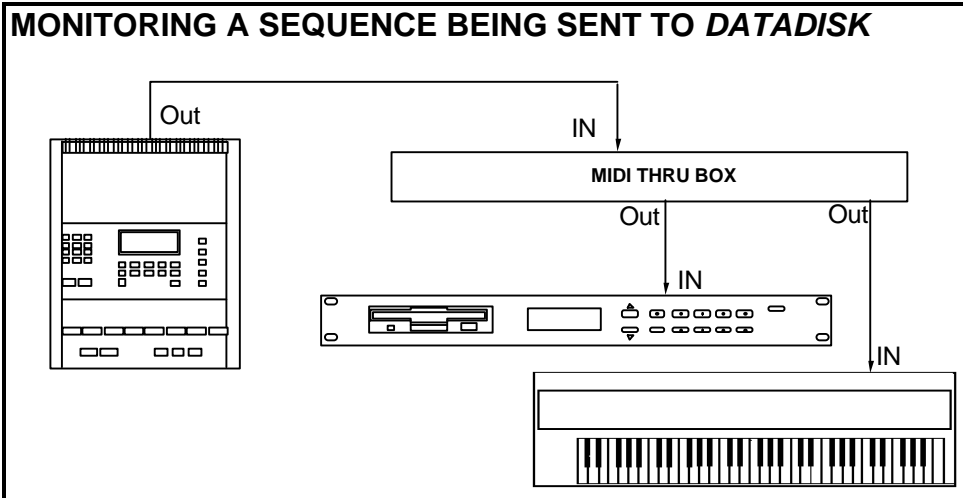 MONITORING A SEQUENCE BEING SENT TO DATADISK
Out
IN
MIDI THRU BOX
Out
Out
IN
IN